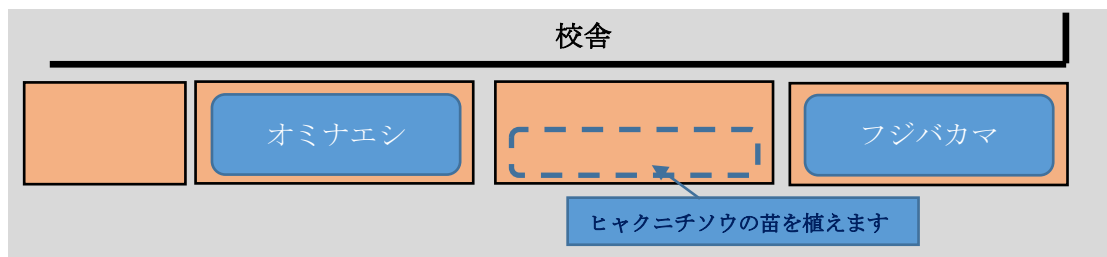 校舎
オミナエシ
フジバカマ
ヒャクニチソウの苗を植えます